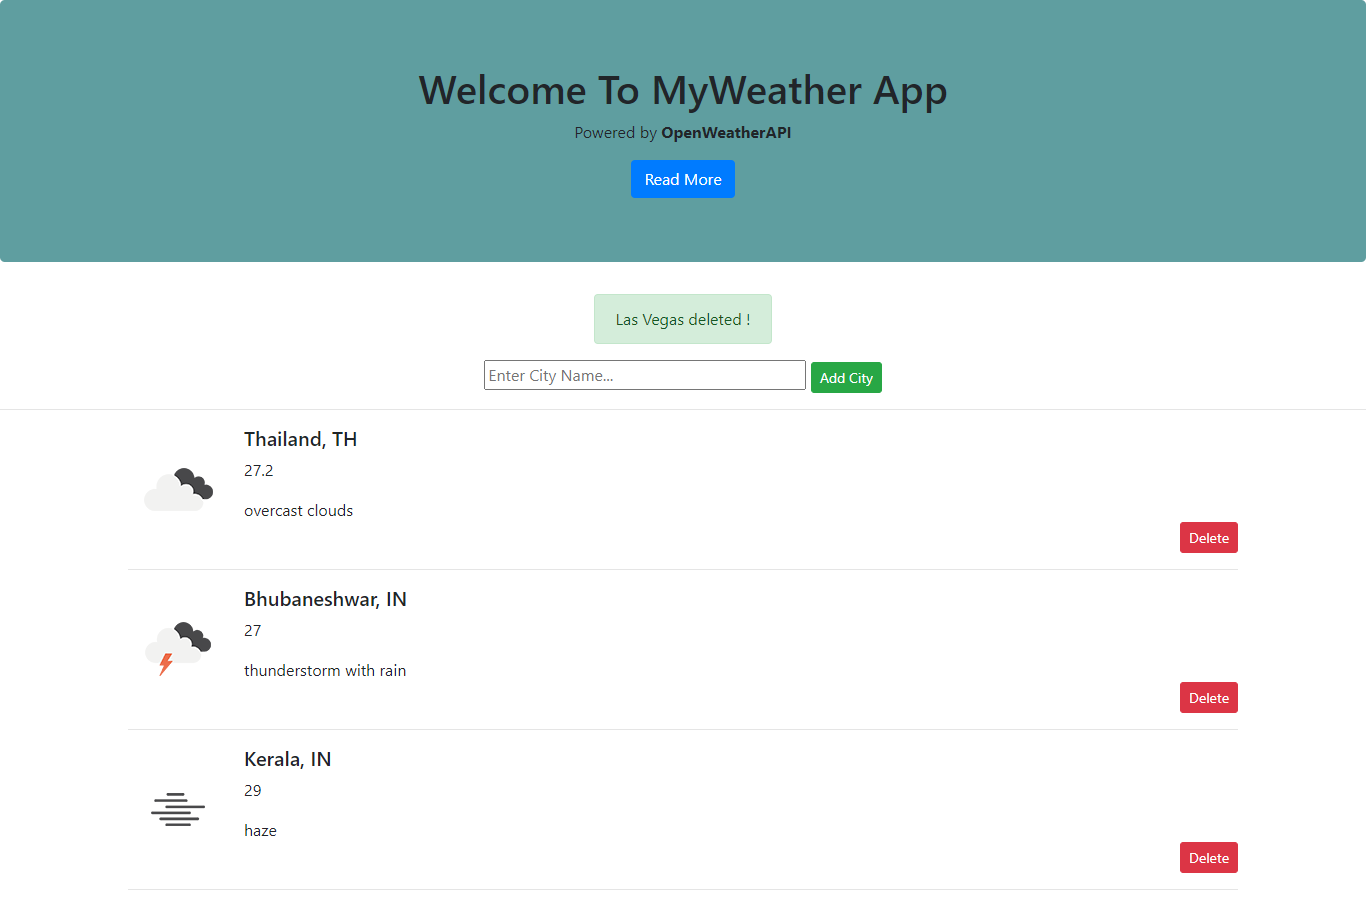 Welcome To MyWeather App
Powered by OpenWeatherAPI
Read More
Las Vegas deleted !
Enter City Name...
Add City
Thailand, TH
27.2
overcast clouds
Delete
Bhubaneshwar, IN
27
thunderstorm with rain
Delete
Kerala, IN
29
haze
Delete